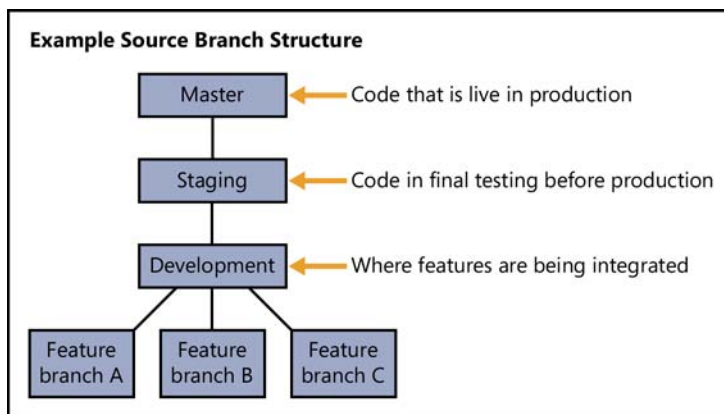 Example Source Branch Structure
Master
Code that is live in production
Staging
Code in final testing before production
Development
Where features are being integrated
Feature
branch A
Feature
branch B
Feature
branch C